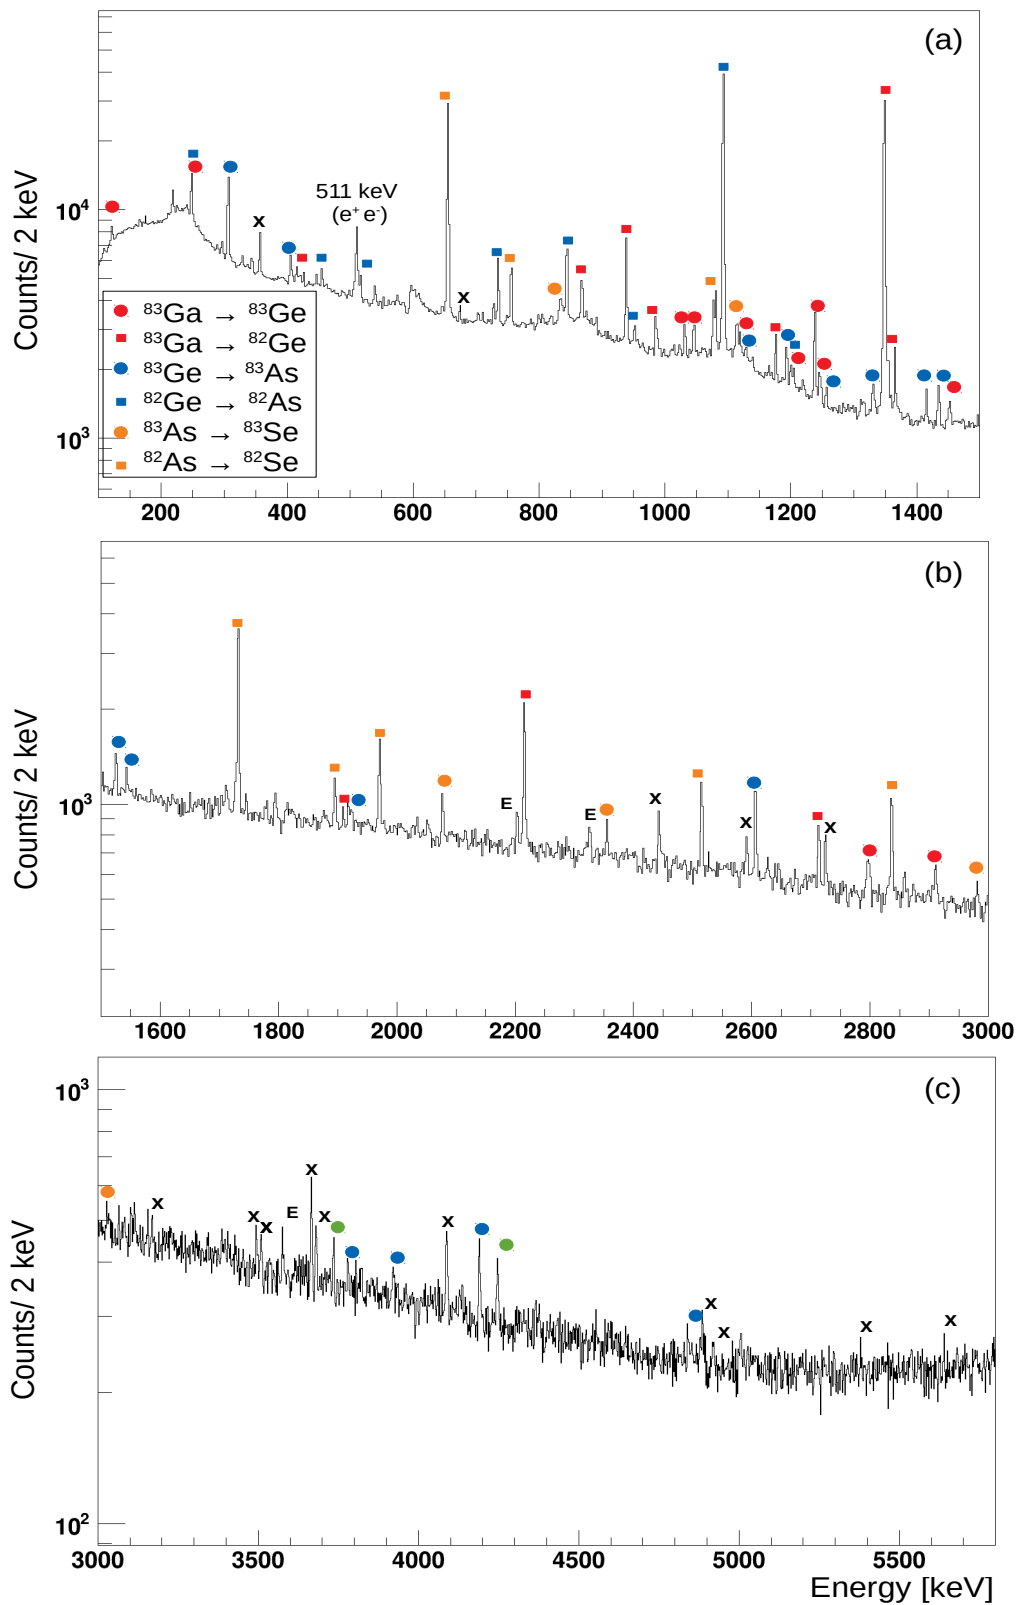 (a)
Counts/ 2 keV
10⁴
10³
511 keV
(e⁺ e⁻)
x
x
⁸³Ga → ⁸³Ge
⁸³Ga → ⁸²Ge
⁸³Ge → ⁸³As
⁸²Ge → ⁸²As
⁸³As → ⁸³Se
⁸²As → ⁸²Se
200 400 600 800 1000 1200 1400
(b)
Counts/ 2 keV
10³
E E x x x
1600 1800 2000 2200 2400 2600 2800 3000
(c)
Counts/ 2 keV
10³
10²
x x x E x x x x x x x
3000 3500 4000 4500 5000 5500
Energy [keV]